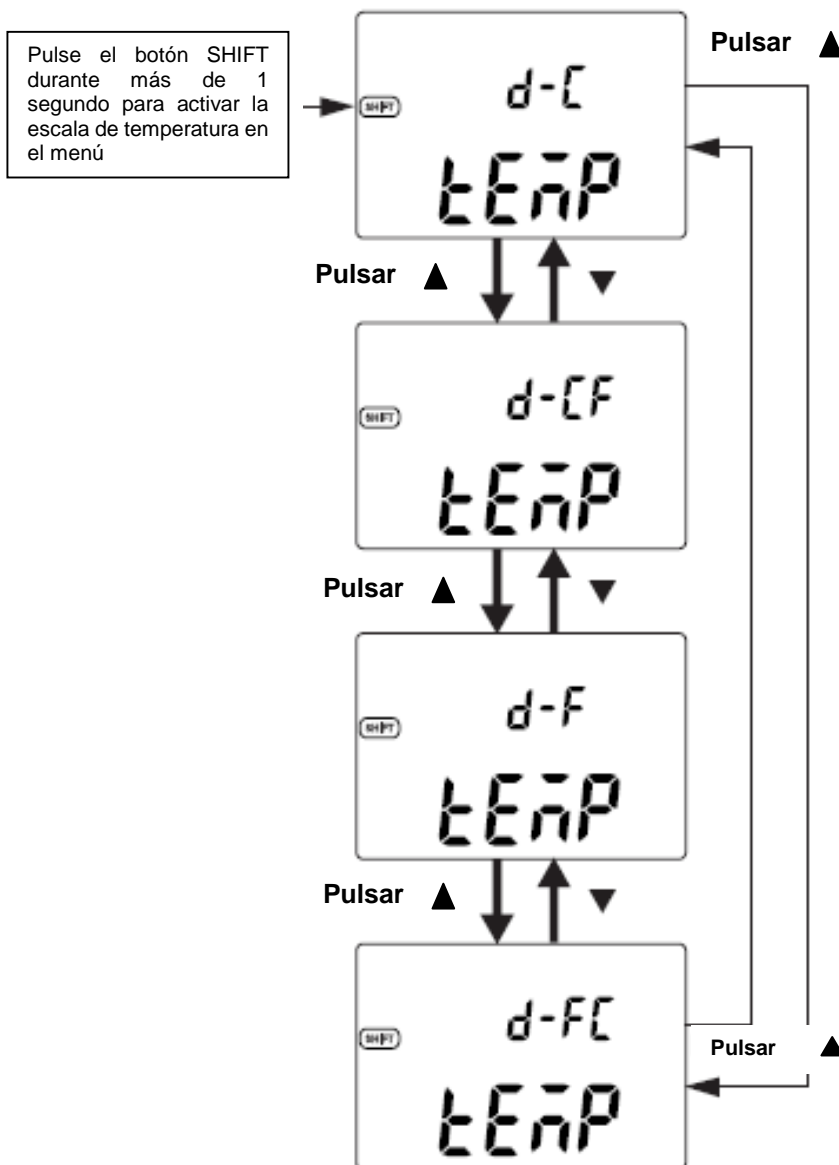 Pulsar ▲
Pulse el botón SHIFT
durante más de 1
segundo para activar la
escala de temperatura en
el menú
SHIFT
d-C
tEmP
Pulsar ▲ ▼
SHIFT
d-CF
tEmP
Pulsar ▲ ▼
SHIFT
d-F
tEmP
Pulsar ▲ ▼
SHIFT
d-FC
tEmP
Pulsar ▲